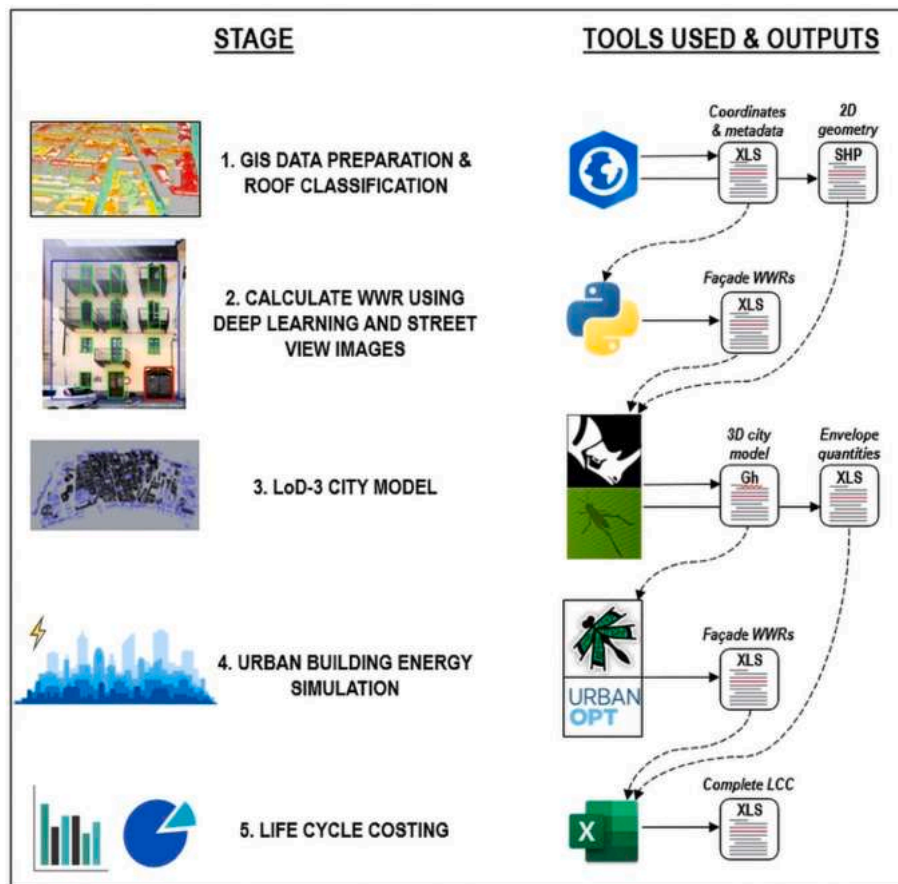 STAGE
TOOLS USED & OUTPUTS
1. GIS DATA PREPARATION &
ROOF CLASSIFICATION
Coordinates
& metadata
XLS
2D
geometry
SHP
2. CALCULATE WWR USING
DEEP LEARNING AND STREET
VIEW IMAGES
Façade WWRs
XLS
3. LoD-3 CITY MODEL
3D city
model
Gh
Envelope
quantities
XLS
4. URBAN BUILDING ENERGY
SIMULATION
URBAN
OPT
Façade WWRs
XLS
5. LIFE CYCLE COSTING
X
Complete LCC
XLS